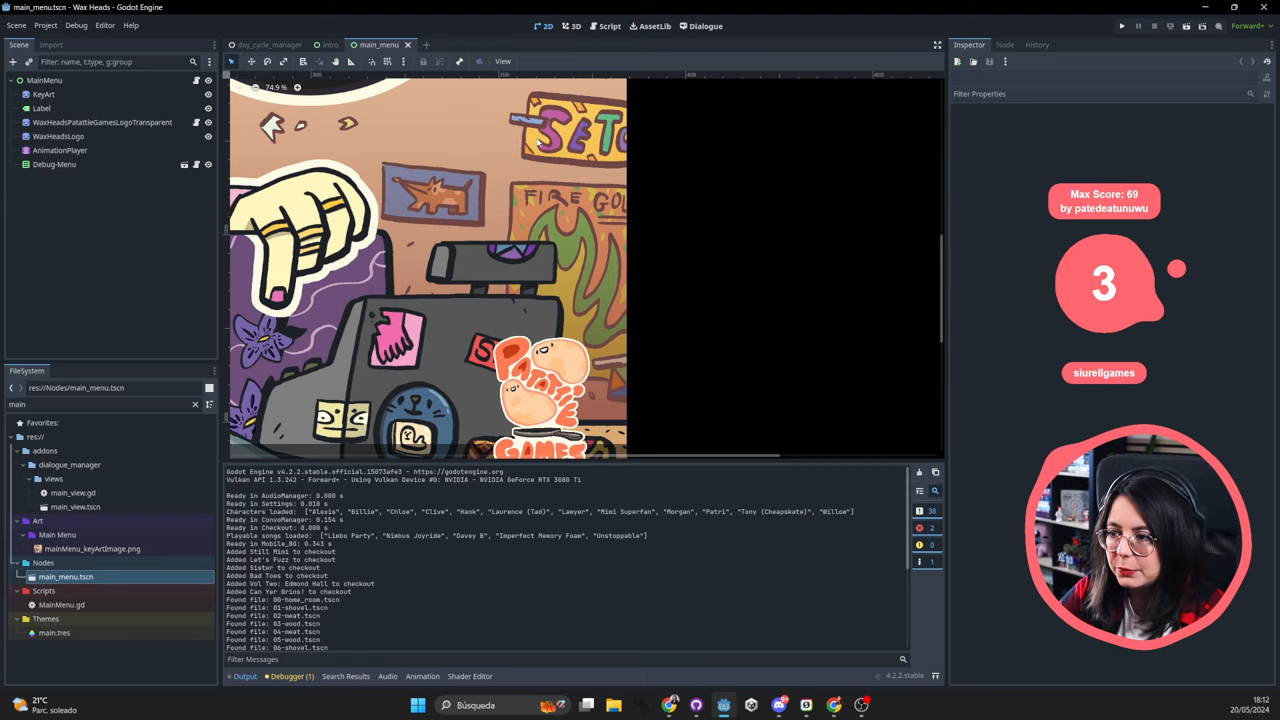 main_menu.tscn - Wax Heads - Godot Engine
Scene Project Debug Editor Help
2D 3D Script AssetLib Dialogue
Forward+
Scene Import
day_cycle_manager intro main_menu
Inspector Node History
Filter: name, t:type, g:group
View
Filter Properties
MainMenu
KeyArt
Label
WaxHeadsPatattieGamesLogoTransparent
WaxHeadsLogo
AnimationPlayer
Debug-Menu
3000 3500 4000 4500
74.9 %
SETO
FIRE GOU
PATATTIE
GAMES
Max Score: 69
by patedeatunuwu
3
siurellgames
FileSystem
res://Nodes/main_menu.tscn
main
Favorites:
res://
addons
dialogue_manager
views
main_view.gd
main_view.tscn
Art
Main Menu
mainMenu_keyArtImage.png
Nodes
main_menu.tscn
Scripts
MainMenu.gd
Themes
main.tres
Godot Engine v4.2.2.stable.official.15073afe3 - https://godotengine.org
Vulkan API 1.3.242 - Forward+ - Using Vulkan Device #0: NVIDIA - NVIDIA GeForce RTX 3080 Ti
Ready in AudioManager: 0.000 s
Ready in Settings: 0.018 s
Characters loaded: ["Alexis", "Billie", "Chloe", "Clive", "Hank", "Laurence (Tad)", "Lawyer", "Mimi Superfan", "Morgan", "Patri", "Tony (Cheapskate)", "Willow"]
Ready in ConvoManager: 0.154 s
Ready in Checkout: 0.000 s
Playable songs loaded: ["Limbo Party", "Nimbus Joyride", "Davey B", "Imperfect Memory Foam", "Unstoppable"]
Ready in Mobile_BG: 0.343 s
Added Still Mimi to checkout
Added Let's Fuzz to checkout
Added Sister to checkout
Added Bad Toes to checkout
Added Vol Two: Edmond Hall to checkout
Added Can Yer Grins! to checkout
Found file: 00-home_room.tscn
Found file: 01-shovel.tscn
Found file: 02-meat.tscn
Found file: 03-wood.tscn
Found file: 04-meat.tscn
Found file: 05-wood.tscn
Found file: 06-shovel.tscn
38
2
0
1
Filter Messages
Output Debugger (1) Search Results Audio Animation Shader Editor
4.2.2.stable
21°C
Parc. soleado
Búsqueda
18:12
20/05/2024